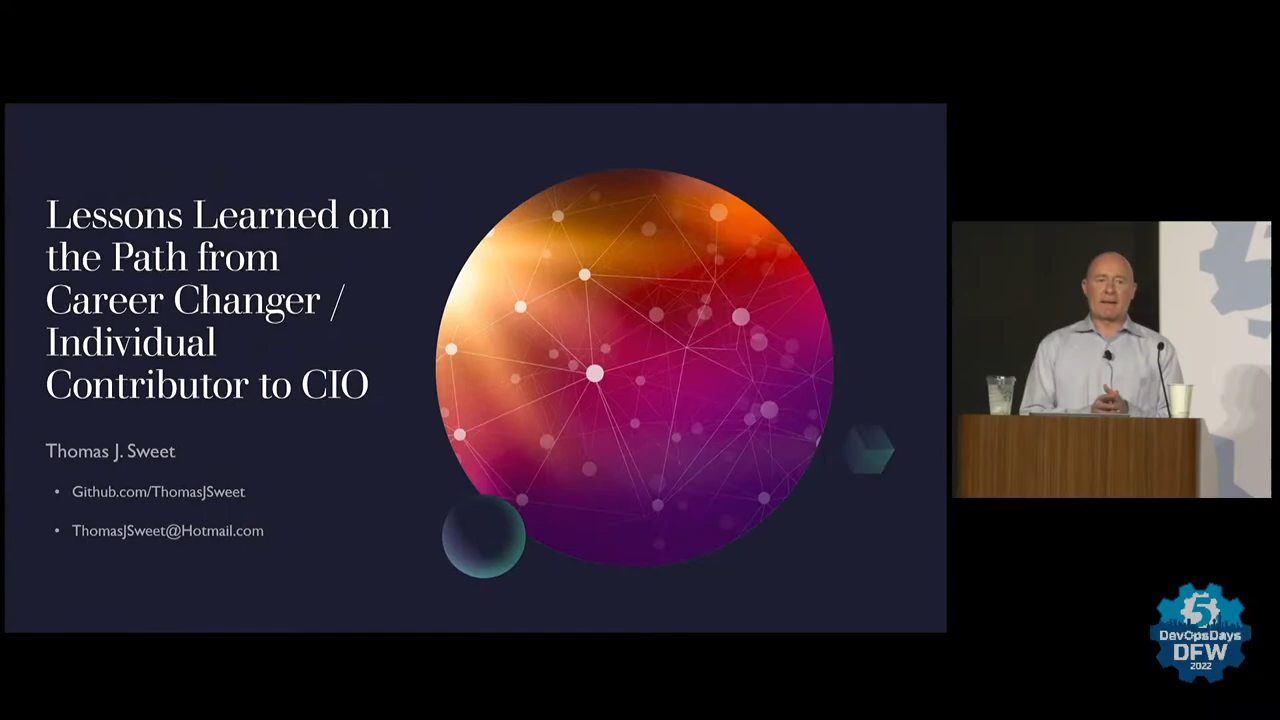 Lessons Learned on
the Path from
Career Changer /
Individual
Contributor to CIO
Thomas J. Sweet
• Github.com/ThomasJSweet
• ThomasJSweet@Hotmail.com
5
DevOpsDays
DFW
2022